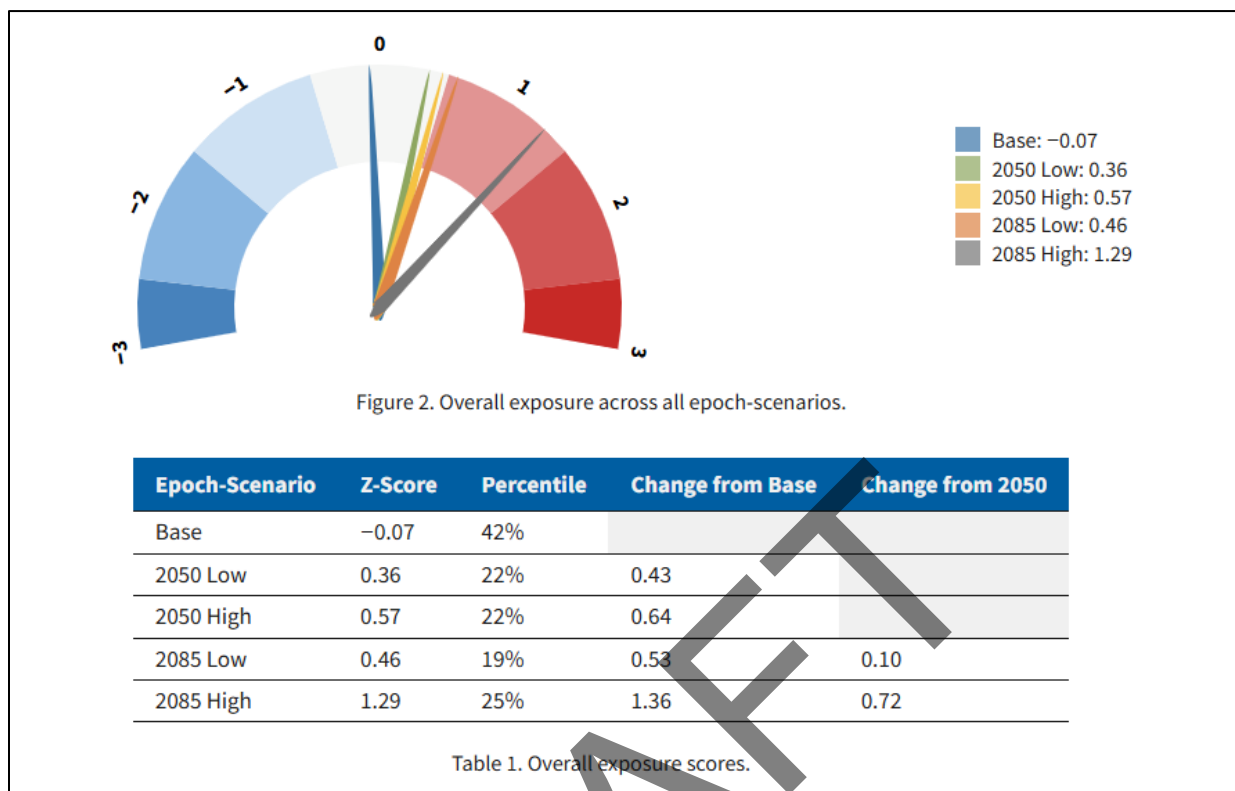 0
−1
1
−2
2
−3
3
Base: −0.07
2050 Low: 0.36
2050 High: 0.57
2085 Low: 0.46
2085 High: 1.29
Figure 2. Overall exposure across all epoch-scenarios.
Epoch-Scenario Z-Score Percentile Change from Base Change from 2050
Base −0.07 42%
2050 Low 0.36 22% 0.43
2050 High 0.57 22% 0.64
2085 Low 0.46 19% 0.53 0.10
2085 High 1.29 25% 1.36 0.72
Table 1. Overall exposure scores.
AFT